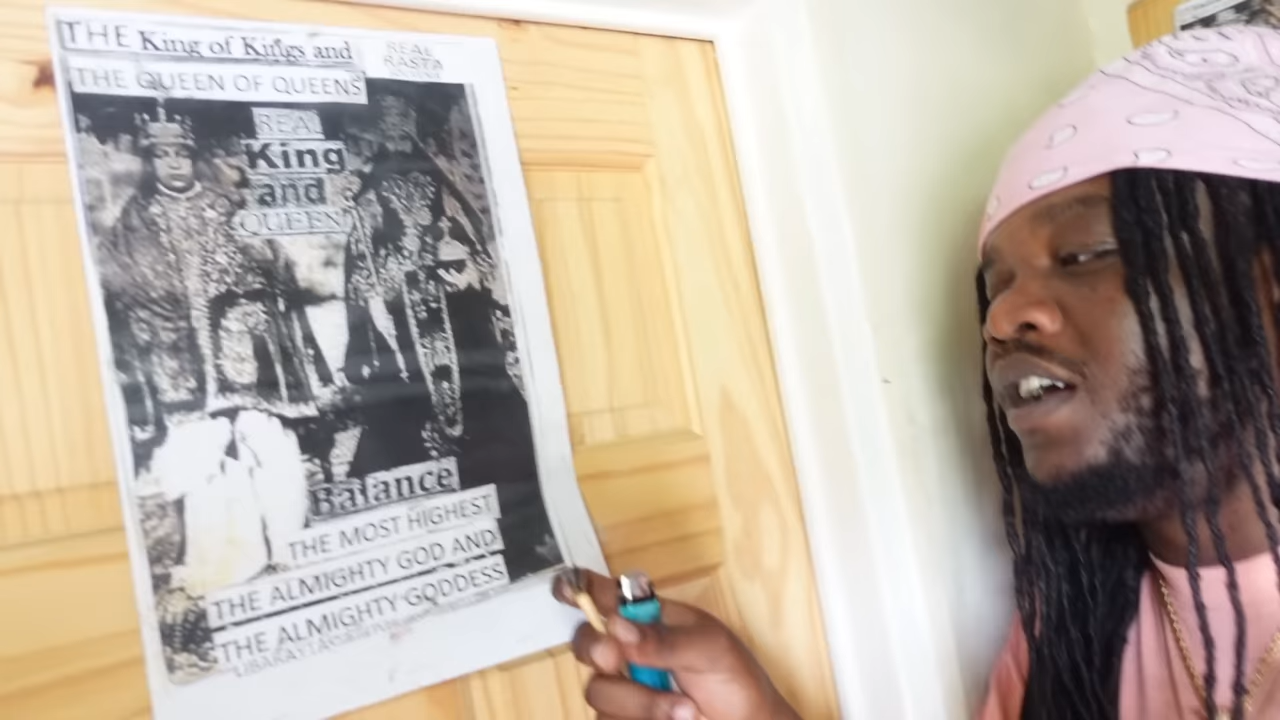 THE King of Kings and
REAL
RASTA
THE QUEEN OF QUEENS
REAL
King
and
QUEEN
Balance
THE MOST HIGHEST
THE ALMIGHTY GOD AND
THE ALMIGHTY GODDESS